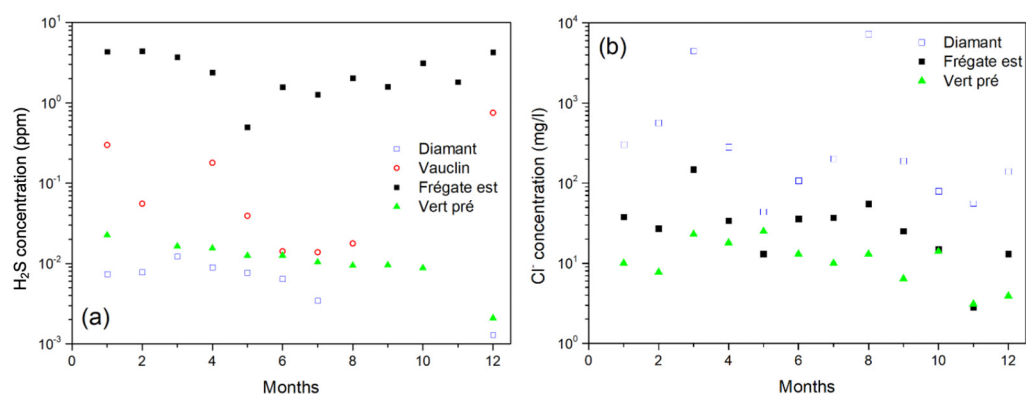 10¹
10⁰
10⁻¹
10⁻²
10⁻³
H₂S concentration (ppm)
Diamant
Vauclin
Frégate est
Vert pré
(a)
0 2 4 6 8 10 12
Months
10⁴
10³
10²
10¹
10⁰
Cl⁻ concentration (mg/l)
(b)
Diamant
Frégate est
Vert pré
0 2 4 6 8 10 12
Months